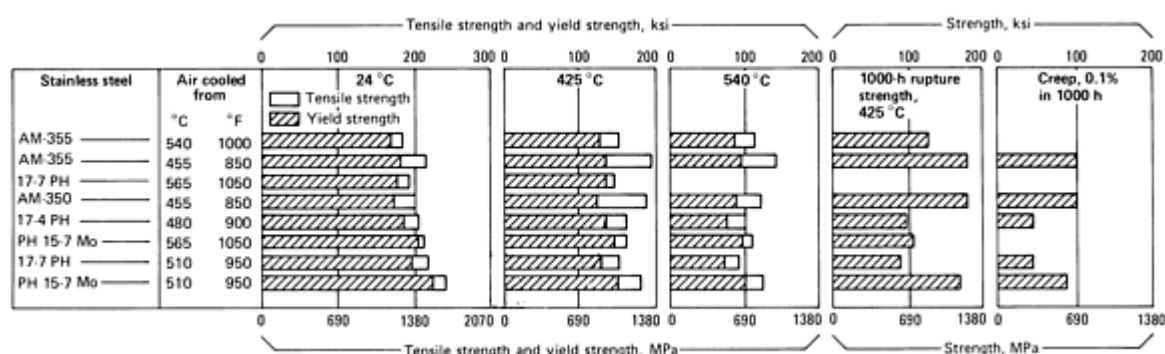 Tensile strength and yield strength, ksi
Strength, ksi
0 100 200 300
0 100 200
0 100 200
0 100 200
0 100 200
Stainless steel
Air cooled from
°C °F
24 °C
Tensile strength
Yield strength
425 °C
540 °C
1000-h rupture
strength,
425 °C
Creep, 0.1%
in 1000 h
AM-355 540 1000
AM-355 455 850
17-7 PH 565 1050
AM-350 455 850
17-4 PH 480 900
PH 15-7 Mo 565 1050
17-7 PH 510 950
PH 15-7 Mo 510 950
0 690 1380 2070
0 690 1380
0 690 1380
0 690 1380
0 690 1380
Tensile strength and yield strength, MPa
Strength, MPa